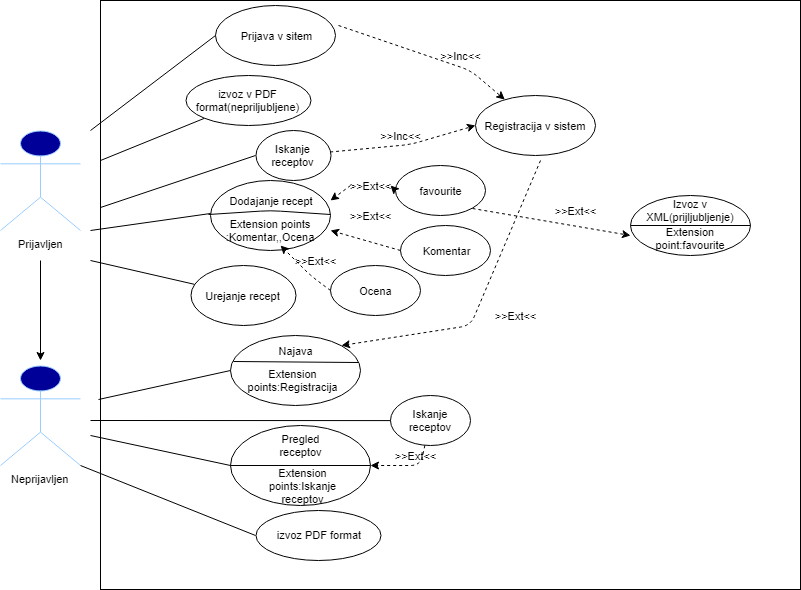 Prijava v sitem
>>Inc<<
izvoz v PDF
format(nepriljubljene)
Registracija v sistem
>>Inc<<
Iskanje
receptov
Prijavljen
Dodajanje recept
Extension points
:Komentar,,Ocena
>>Ext<<
favourite
>>Ext<<
>>Ext<<
Izvoz v
XML(prijljubljenje)
Extension
point:favourite
Komentar
>>Ext<<
Ocena
Urejanje recept
>>Ext<<
Najava
Extension
points:Registracija
Neprijavljen
Iskanje
receptov
Pregled
receptov
Extension
points:Iskanje
receptov
>>Ext<<
izvoz PDF format